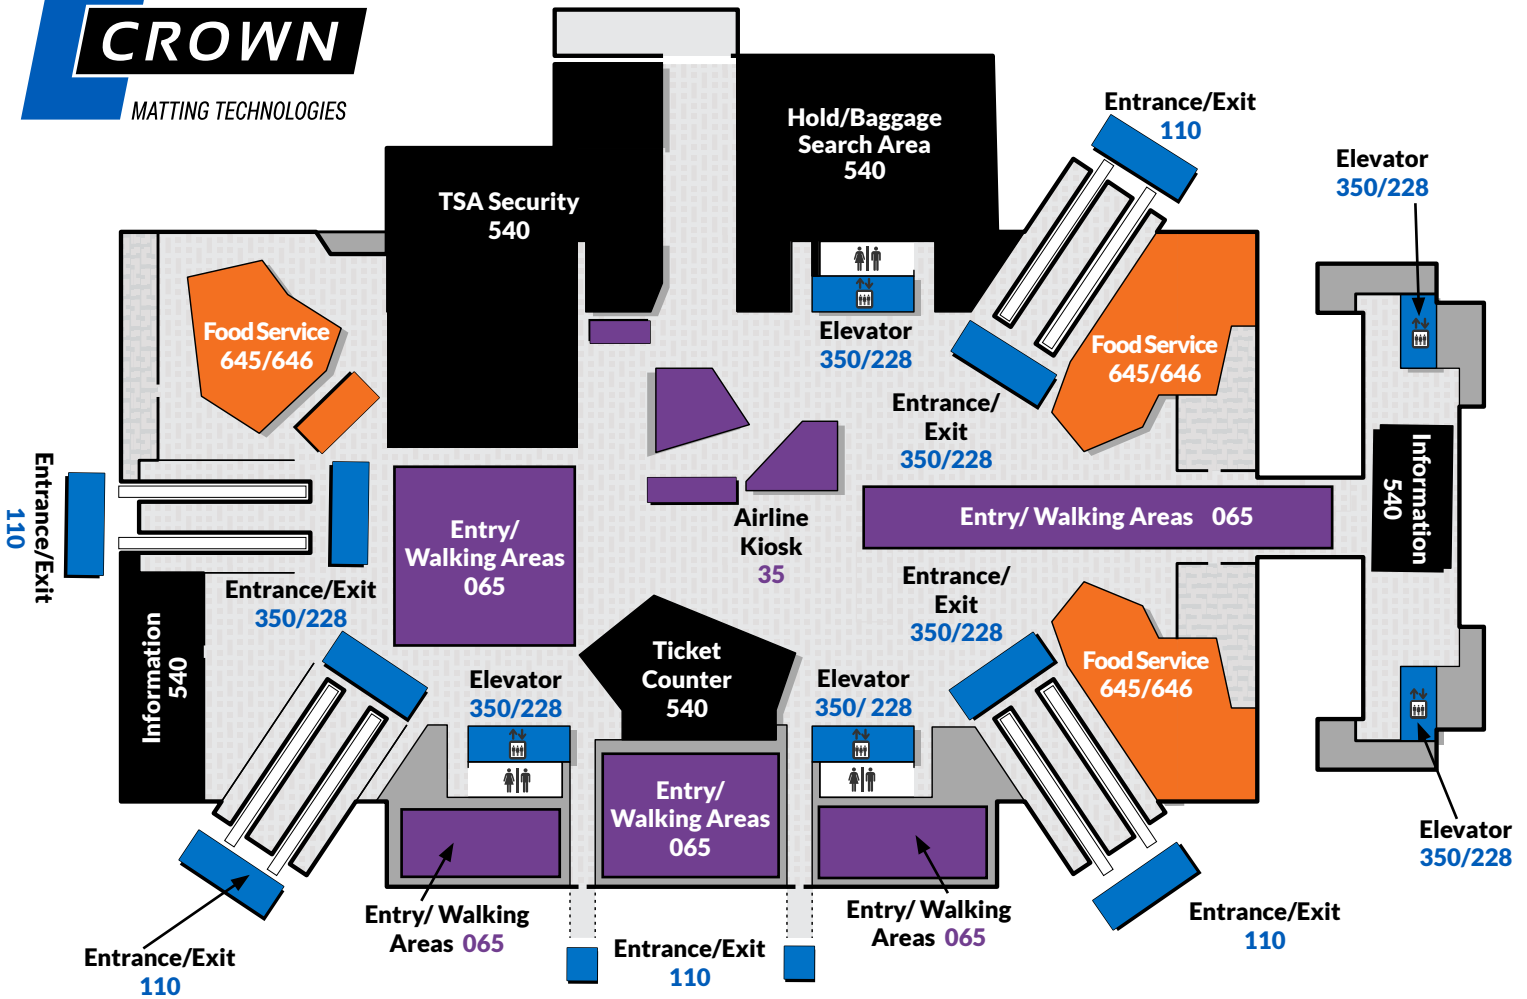 CROWN
MATTING TECHNOLOGIES
Hold/Baggage
Search Area
540
Entrance/Exit
110
Elevator
350/228
TSA Security
540
Food Service
645/646
Elevator
350/228
Food Service
645/646
Entrance/
Exit
350/228
Entrance/Exit
110
Entry/
Walking Areas
065
Airline
Kiosk
35
Entry/ Walking Areas 065
Information
540
Entrance/Exit
350/228
Entrance/
Exit
350/228
Information
540
Ticket
Counter
540
Elevator
350/228
Elevator
350/ 228
Food Service
645/646
Entry/
Walking Areas
065
Elevator
350/228
Entry/ Walking
Areas 065
Entry/ Walking
Areas 065
Entrance/Exit
110
Entrance/Exit
110
Entrance/Exit
110